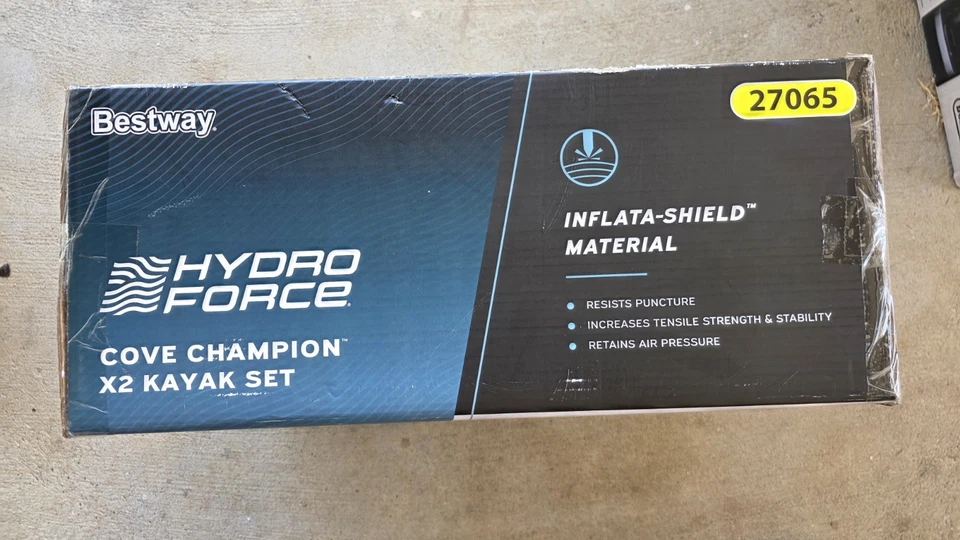 Bestway
27065
HYDRO
FORCE
COVE CHAMPION™
X2 KAYAK SET
INFLATA-SHIELD™
MATERIAL
RESISTS PUNCTURE
INCREASES TENSILE STRENGTH & STABILITY
RETAINS AIR PRESSURE